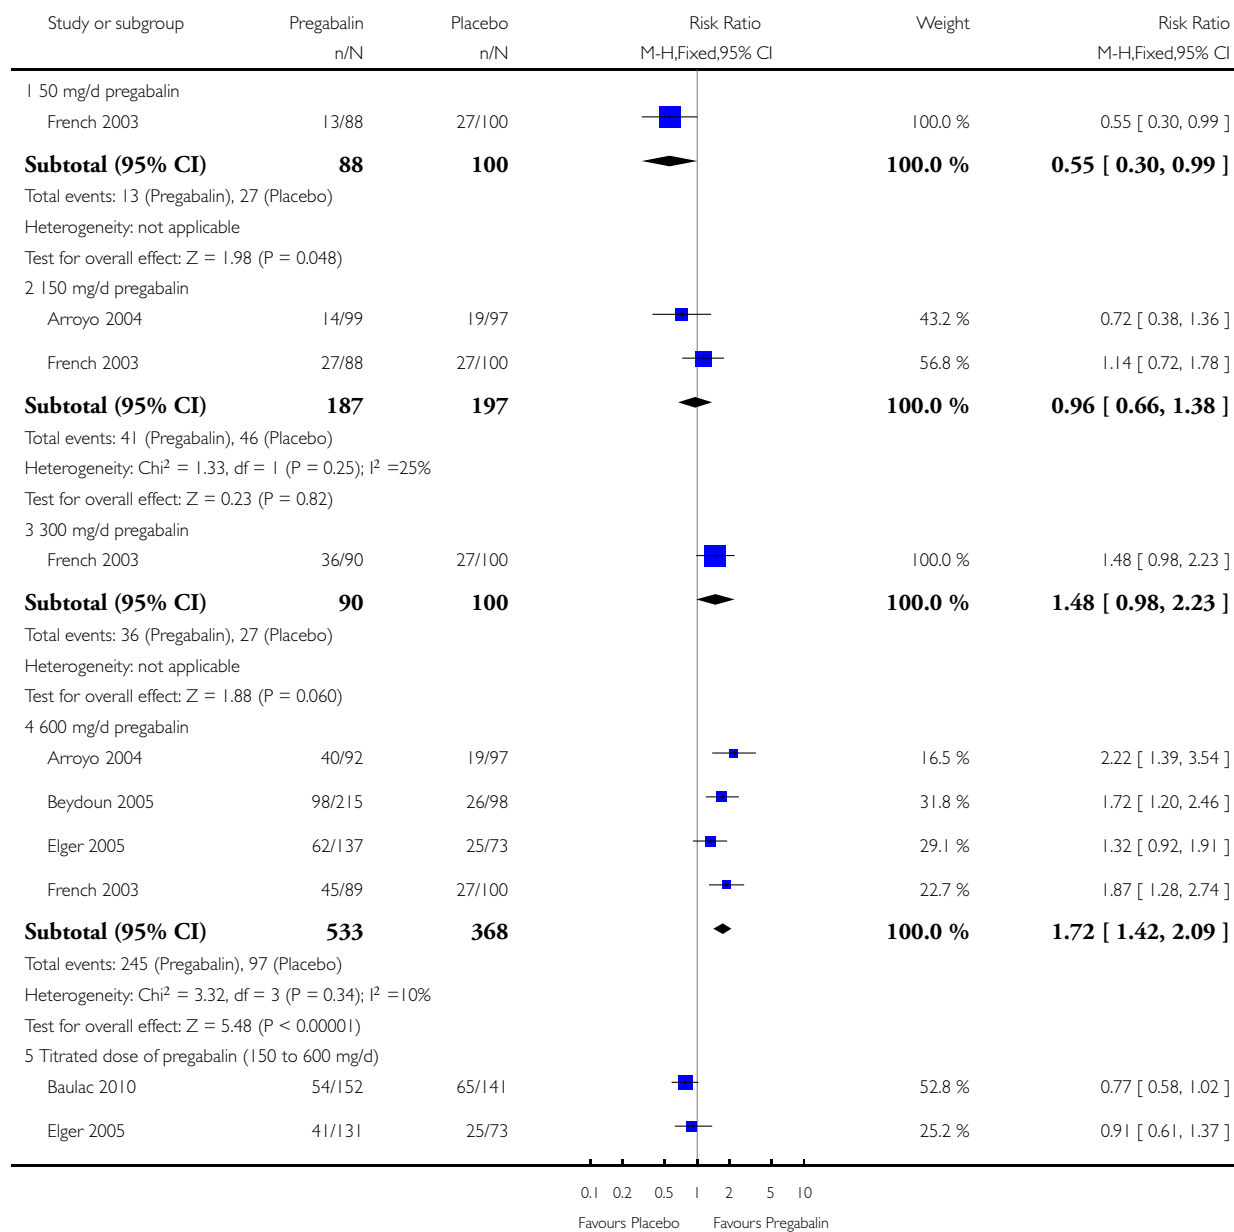 Study or subgroup Pregabalin Placebo Risk Ratio Weight Risk Ratio
n/N n/N M-H,Fixed,95% CI M-H,Fixed,95% CI
1 50 mg/d pregabalin
French 2003 13/88 27/100 100.0 % 0.55 [ 0.30, 0.99 ]
Subtotal (95% CI) 88 100 100.0 % 0.55 [ 0.30, 0.99 ]
Total events: 13 (Pregabalin), 27 (Placebo)
Heterogeneity: not applicable
Test for overall effect: Z = 1.98 (P = 0.048)
2 150 mg/d pregabalin
Arroyo 2004 14/99 19/97 43.2 % 0.72 [ 0.38, 1.36 ]
French 2003 27/88 27/100 56.8 % 1.14 [ 0.72, 1.78 ]
Subtotal (95% CI) 187 197 100.0 % 0.96 [ 0.66, 1.38 ]
Total events: 41 (Pregabalin), 46 (Placebo)
Heterogeneity: Chi² = 1.33, df = 1 (P = 0.25); I² =25%
Test for overall effect: Z = 0.23 (P = 0.82)
3 300 mg/d pregabalin
French 2003 36/90 27/100 100.0 % 1.48 [ 0.98, 2.23 ]
Subtotal (95% CI) 90 100 100.0 % 1.48 [ 0.98, 2.23 ]
Total events: 36 (Pregabalin), 27 (Placebo)
Heterogeneity: not applicable
Test for overall effect: Z = 1.88 (P = 0.060)
4 600 mg/d pregabalin
Arroyo 2004 40/92 19/97 16.5 % 2.22 [ 1.39, 3.54 ]
Beydoun 2005 98/215 26/98 31.8 % 1.72 [ 1.20, 2.46 ]
Elger 2005 62/137 25/73 29.1 % 1.32 [ 0.92, 1.91 ]
French 2003 45/89 27/100 22.7 % 1.87 [ 1.28, 2.74 ]
Subtotal (95% CI) 533 368 100.0 % 1.72 [ 1.42, 2.09 ]
Total events: 245 (Pregabalin), 97 (Placebo)
Heterogeneity: Chi² = 3.32, df = 3 (P = 0.34); I² =10%
Test for overall effect: Z = 5.48 (P < 0.00001)
5 Titrated dose of pregabalin (150 to 600 mg/d)
Baulac 2010 54/152 65/141 52.8 % 0.77 [ 0.58, 1.02 ]
Elger 2005 41/131 25/73 25.2 % 0.91 [ 0.61, 1.37 ]
0.1 0.2 0.5 1 2 5 10
Favours Placebo Favours Pregabalin